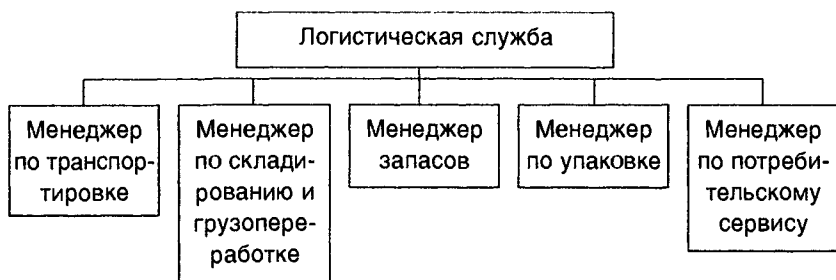 Логистическая служба
Менеджер
по транспор-
тировке
Менеджер
по склади-
рованию и
грузопере-
работке
Менеджер
запасов
Менеджер
по упаковке
Менеджер
по потреби-
тельскому
сервису